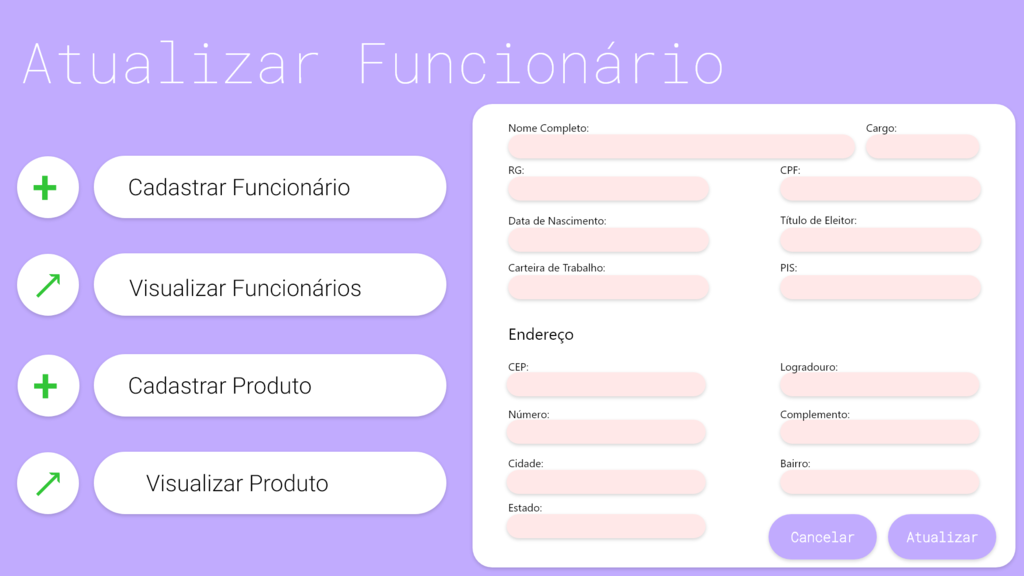 Atualizar Funcionário
Cadastrar Funcionário
Visualizar Funcionários
Cadastrar Produto
Visualizar Produto
Nome Completo:
Cargo:
RG:
CPF:
Data de Nascimento:
Título de Eleitor:
Carteira de Trabalho:
PIS:
Endereço
CEP:
Logradouro:
Número:
Complemento:
Cidade:
Bairro:
Estado:
Cancelar
Atualizar